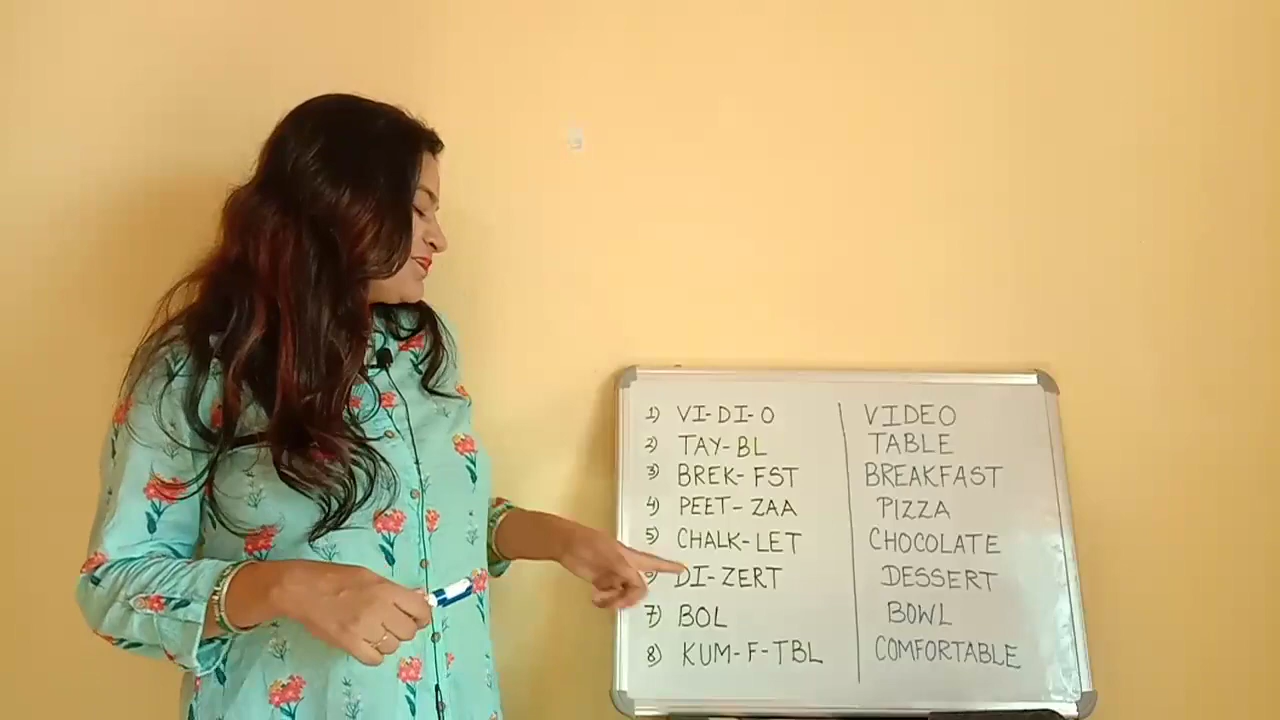 1) VI-DI-O VIDEO
2) TAY-BL TABLE
3) BREK-FST BREAKFAST
4) PEET-ZAA PIZZA
5) CHALK-LET CHOCOLATE
6) DI-ZERT DESSERT
7) BOL BOWL
8) KUM-F-TBL COMFORTABLE